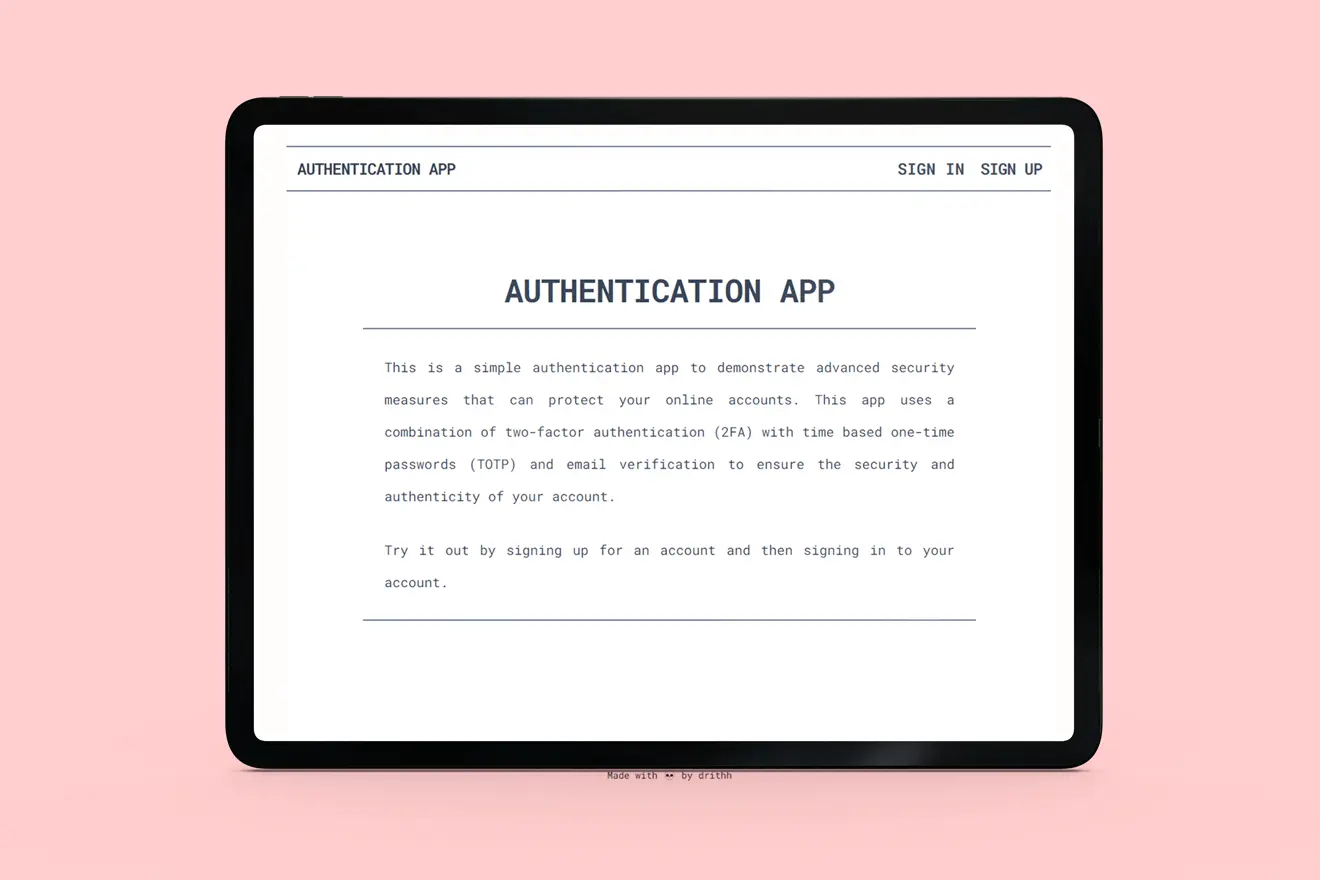 AUTHENTICATION APP
SIGN IN SIGN UP
AUTHENTICATION APP
This is a simple authentication app to demonstrate advanced security
measures that can protect your online accounts. This app uses a
combination of two-factor authentication (2FA) with time based one-time
passwords (TOTP) and email verification to ensure the security and
authenticity of your account.
Try it out by signing up for an account and then signing in to your
account.
Made with 💀 by drithh